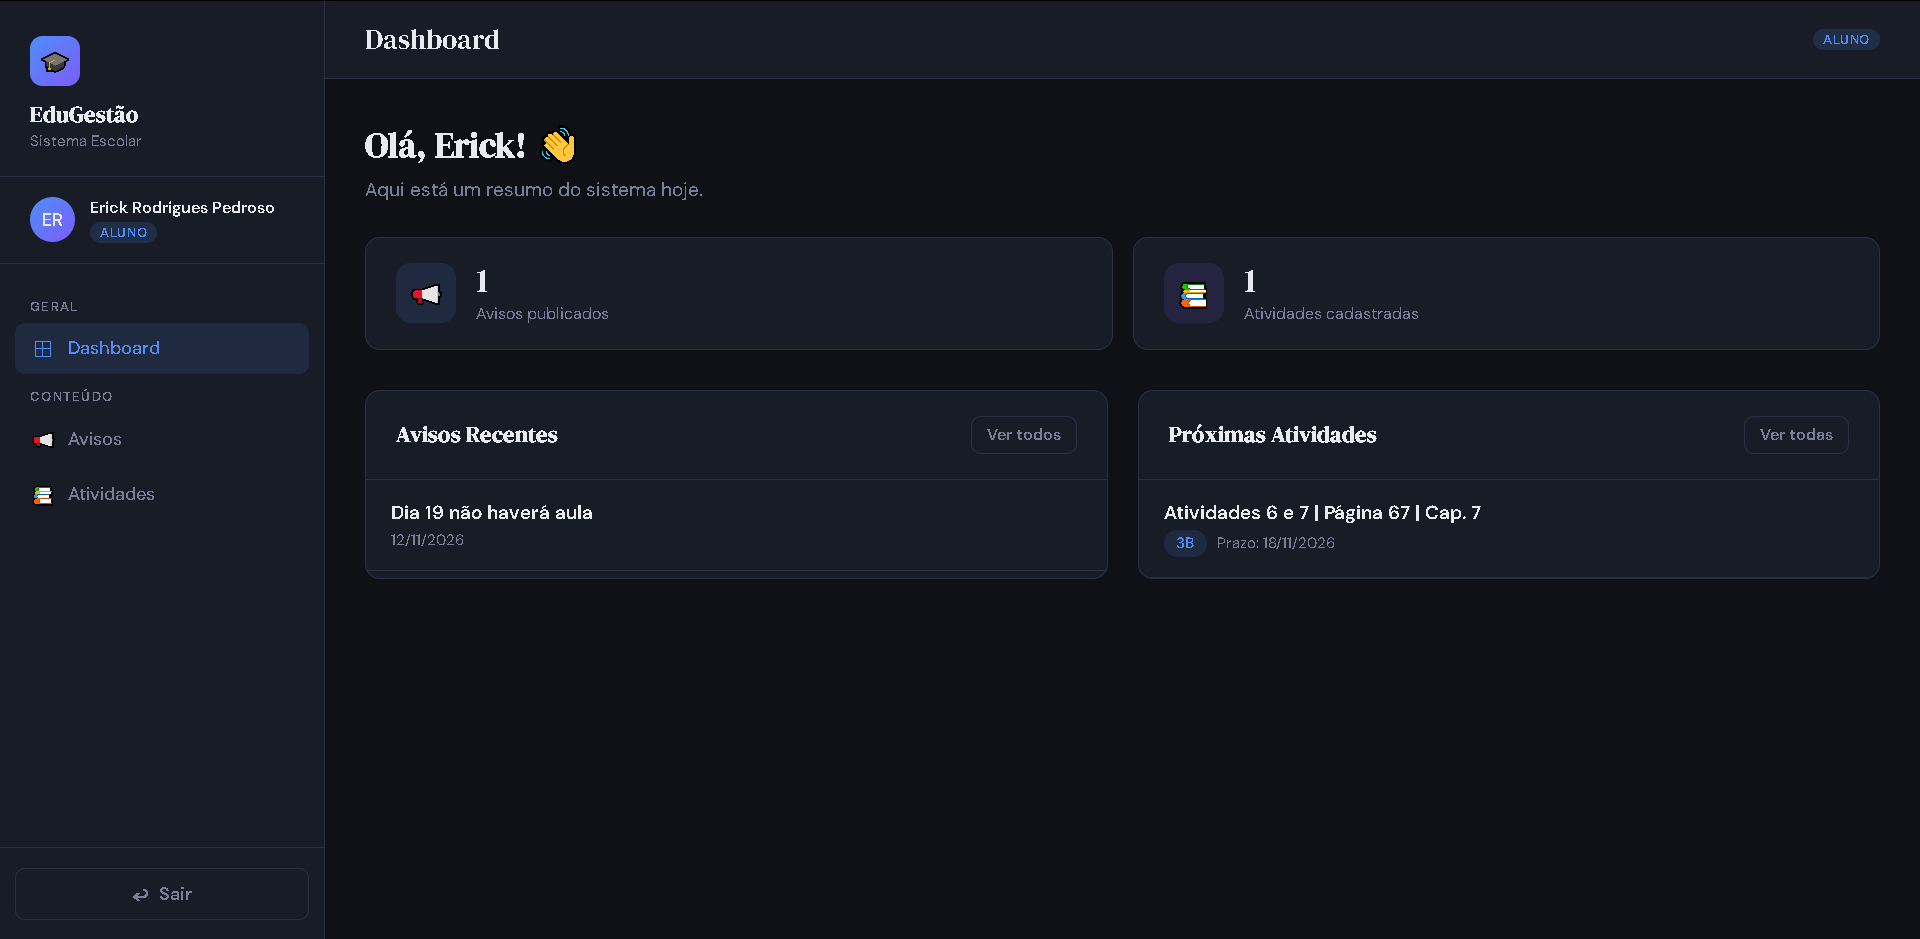 EduGestão
Sistema Escolar
ER
Erick Rodrigues Pedroso
ALUNO
GERAL
Dashboard
CONTEÚDO
Avisos
Atividades
Sair
Dashboard
ALUNO
Olá, Erick!
Aqui está um resumo do sistema hoje.
1
Avisos publicados
1
Atividades cadastradas
Avisos Recentes
Ver todos
Dia 19 não haverá aula
12/11/2026
Próximas Atividades
Ver todas
Atividades 6 e 7 | Página 67 | Cap. 7
3B Prazo: 18/11/2026